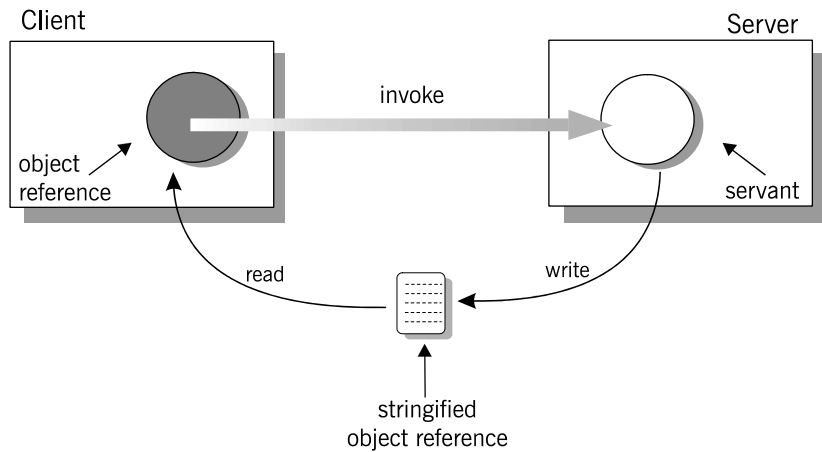 Client
Server
invoke
object
reference
servant
read
write
stringified
object reference